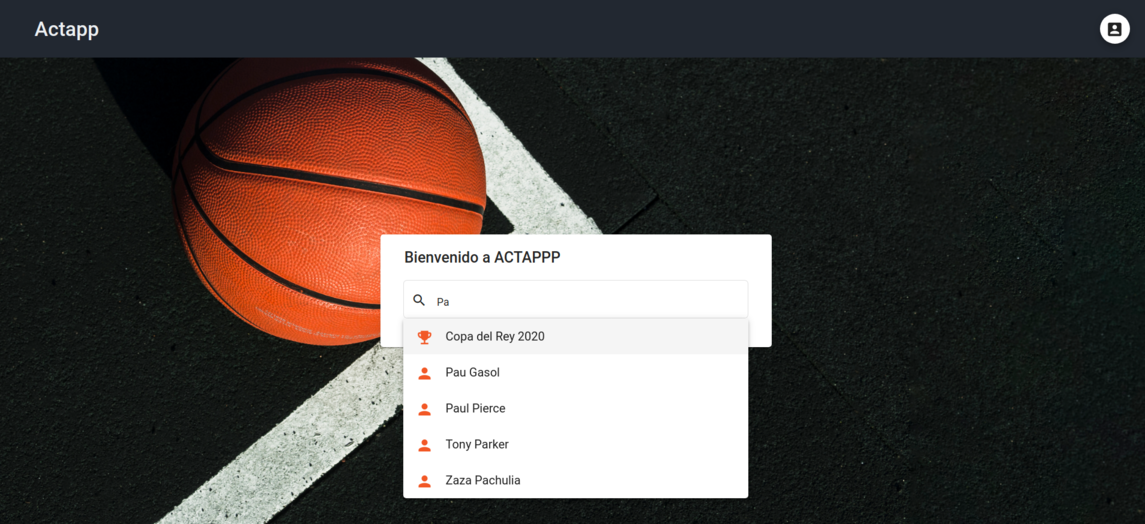 Actapp
Bienvenido a ACTAPPP
Pa
Copa del Rey 2020
Pau Gasol
Paul Pierce
Tony Parker
Zaza Pachulia